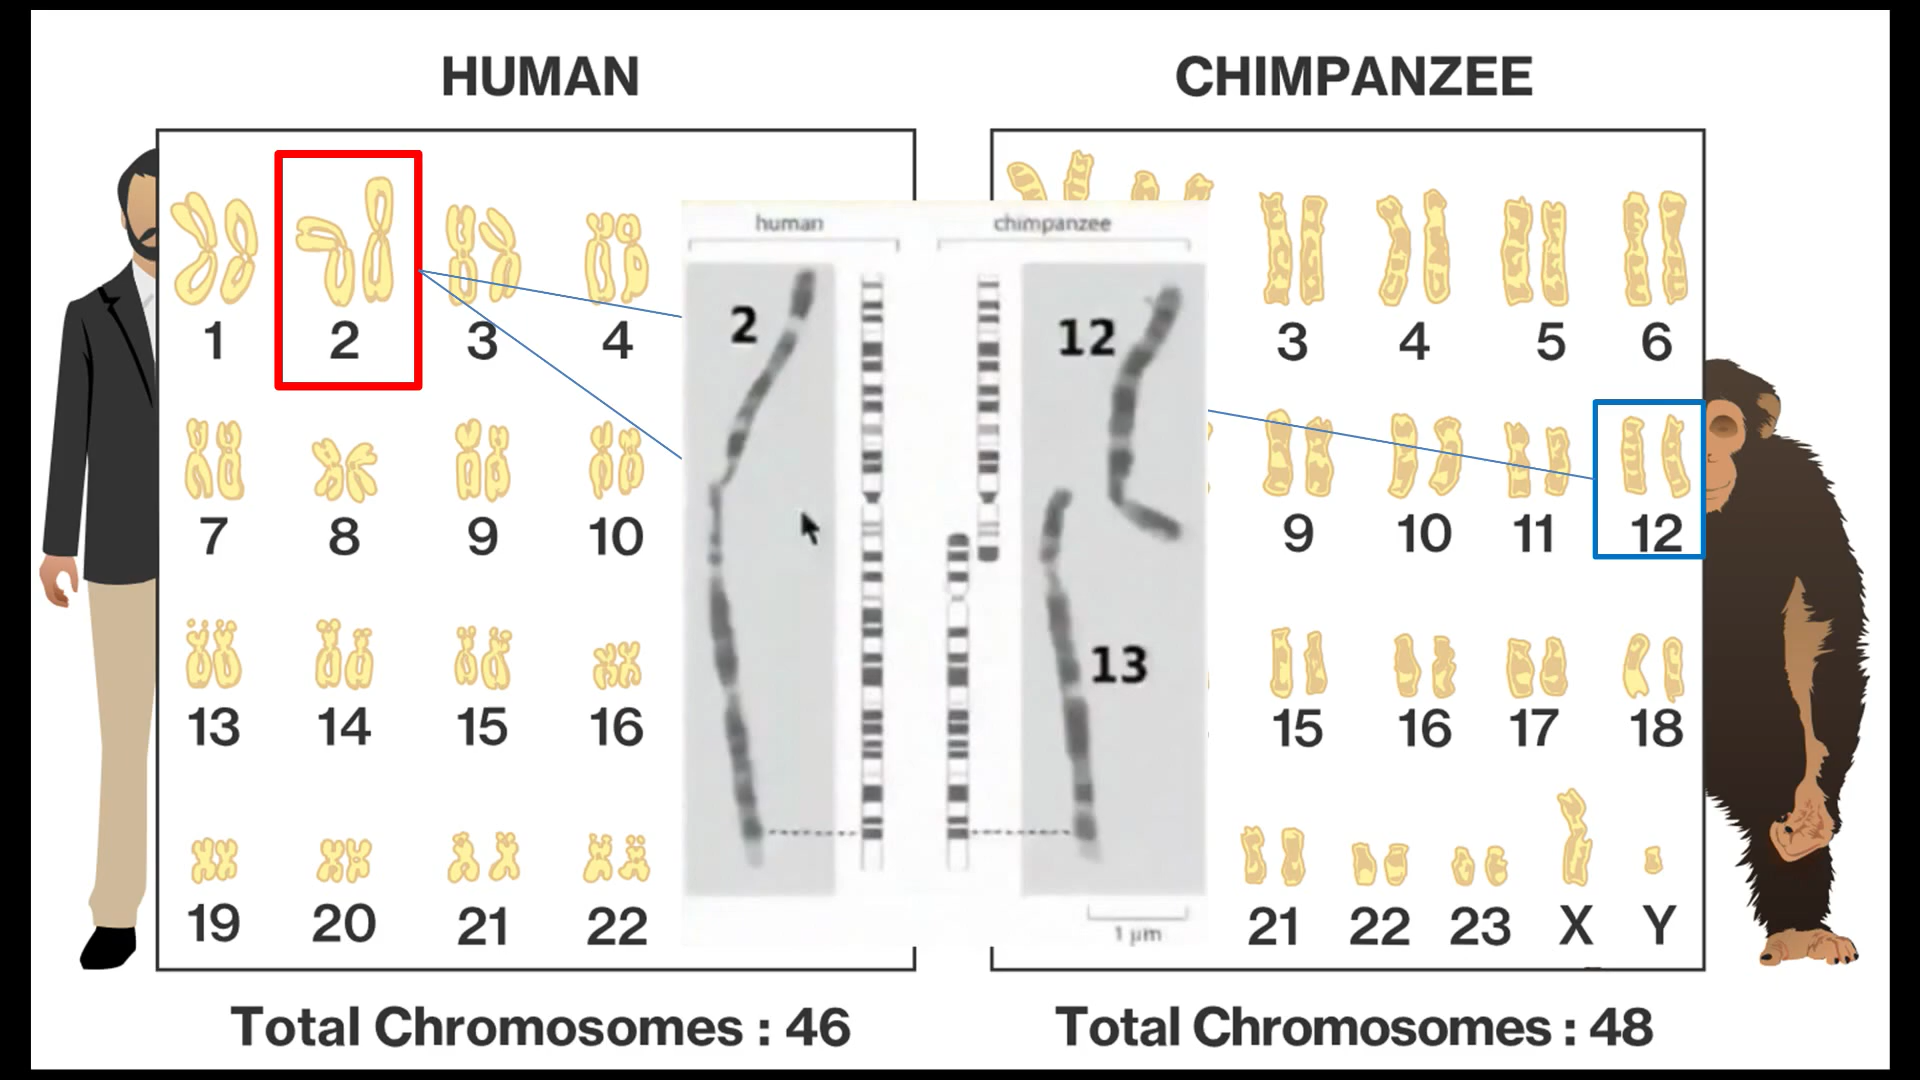 HUMAN
CHIMPANZEE
human
chimpanzee
1 2 3 4
2
12
3 4 5 6
7 8 9 10
9 10 11 12
13 14 15 16
13
15 16 17 18
19 20 21 22
1 µm
21 22 23 X Y
Total Chromosomes : 46
Total Chromosomes : 48